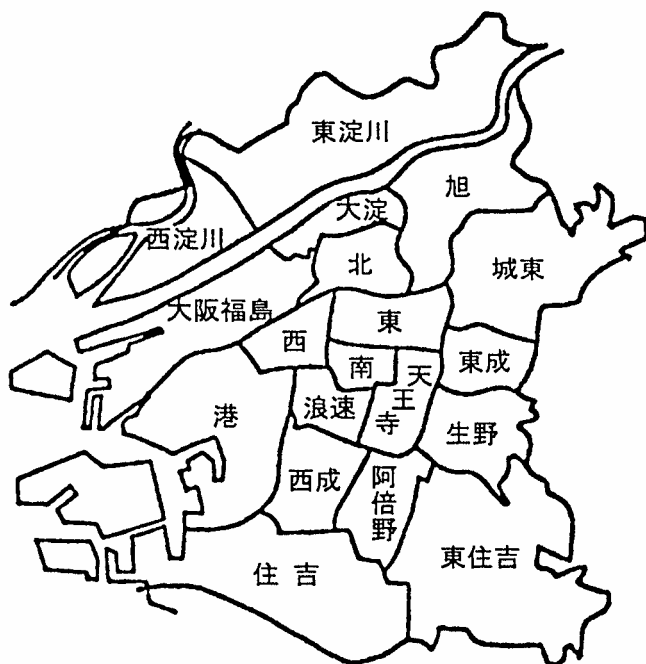 東淀川
旭
大淀
西淀川
北
城東
大阪福島
東
西
南
天王寺
東成
港
浪速
生野
西成
阿倍野
住吉
東住吉